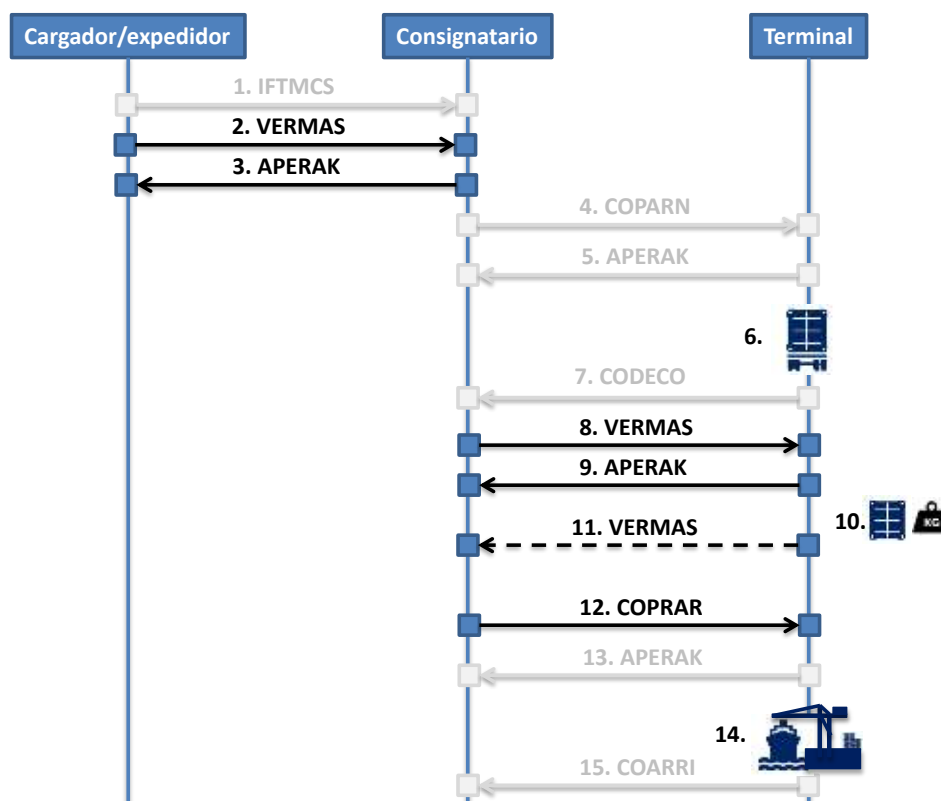 Cargador/expedidor
Consignatario
Terminal
1. IFTMCS
2. VERMAS
3. APERAK
4. COPARN
5. APERAK
6.
7. CODECO
8. VERMAS
9. APERAK
10.
KG
11. VERMAS
12. COPRAR
13. APERAK
14.
15. COARRI